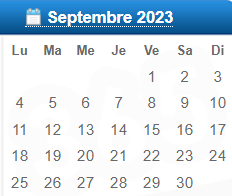 Septembre 2023
Lu Ma Me Je Ve Sa Di
1 2 3
4 5 6 7 8 9 10
11 12 13 14 15 16 17
18 19 20 21 22 23 24
25 26 27 28 29 30